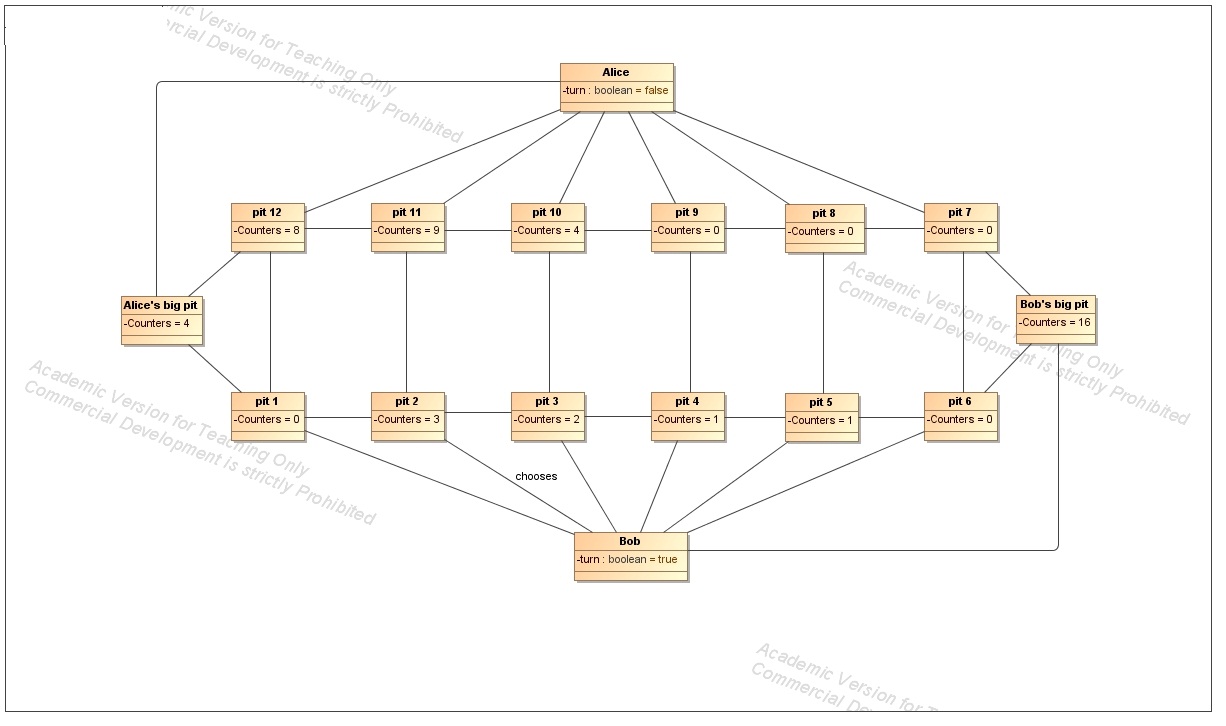 Academic Version for Teaching Only
Commercial Development is strictly Prohibited
Alice
-turn : boolean = false
pit 12
-Counters = 8
pit 11
-Counters = 9
pit 10
-Counters = 4
pit 9
-Counters = 0
pit 8
-Counters = 0
pit 7
-Counters = 0
Alice's big pit
-Counters = 4
Bob's big pit
-Counters = 16
Academic Version for Teaching Only
Commercial Development is strictly Prohibited
Academic Version for Teaching Only
Commercial Development is strictly Prohibited
pit 1
-Counters = 0
pit 2
-Counters = 3
pit 3
-Counters = 2
pit 4
-Counters = 1
pit 5
-Counters = 1
pit 6
-Counters = 0
chooses
Bob
-turn : boolean = true
Academic Version for
Commercial Development